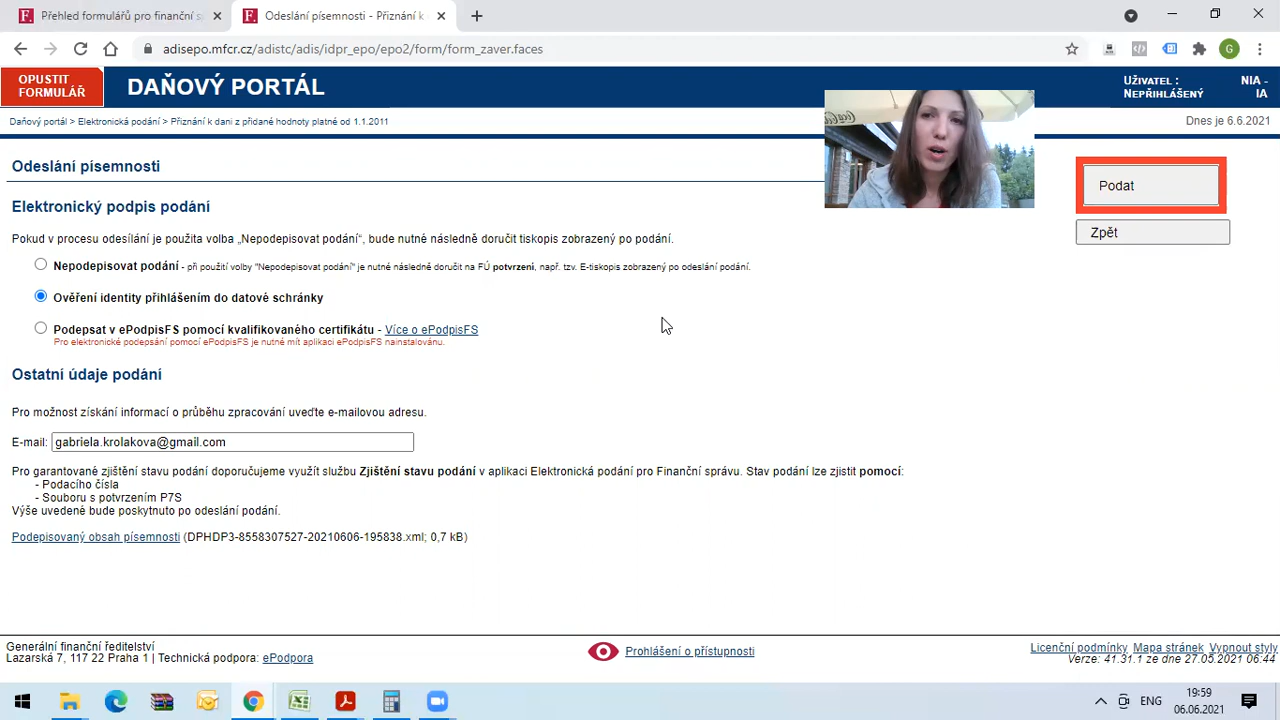 Přehled formulářů pro finanční s
Odeslání písemnosti - Přiznání k
adisepo.mfcr.cz/adistc/adis/idpr_epo/epo2/form/form_zaver.faces
G
OPUSTIT
FORMULÁŘ
DAŇOVÝ PORTÁL
Uživatel :
Nepřihlášený
NIA -
IA
Daňový portál > Elektronická podání > Přiznání k dani z přidané hodnoty platné od 1.1.2011
Dnes je 6.6.2021
Odeslání písemnosti
Podat
Zpět
Elektronický podpis podání
Pokud v procesu odesílání je použita volba „Nepodepisovat podání“, bude nutné následně doručit tiskopis zobrazený po podání.
Nepodepisovat podání - při použití volby "Nepodepisovat podání" je nutné následně doručit na FÚ potvrzení, např. tzv. E-tiskopis zobrazený po odeslání podání.
Ověření identity přihlášením do datové schránky
Podepsat v ePodpisFS pomocí kvalifikovaného certifikátu - Více o ePodpisFS
Pro elektronické podepsání pomocí ePodpisFS je nutné mít aplikaci ePodpisFS nainstalovánu.
Ostatní údaje podání
Pro možnost získání informací o průběhu zpracování uveďte e-mailovou adresu.
E-mail: gabriela.krolakova@gmail.com
Pro garantované zjištění stavu podání doporučujeme využít službu Zjištění stavu podání v aplikaci Elektronická podání pro Finanční správu. Stav podání lze zjistit pomocí:
- Podacího čísla
- Souboru s potvrzením P7S
Výše uvedené bude poskytnuto po odeslání podání.
Podepisovaný obsah písemnosti (DPHDP3-8558307527-20210606-195838.xml; 0,7 kB)
Generální finanční ředitelství
Lazarská 7, 117 22 Praha 1 | Technická podpora: ePodpora
Prohlášení o přístupnosti
Licenční podmínky Mapa stránek Vypnout styly
Verze: 41.31.1 ze dne 27.05.2021 06:44
ENG
19:59
06.06.2021